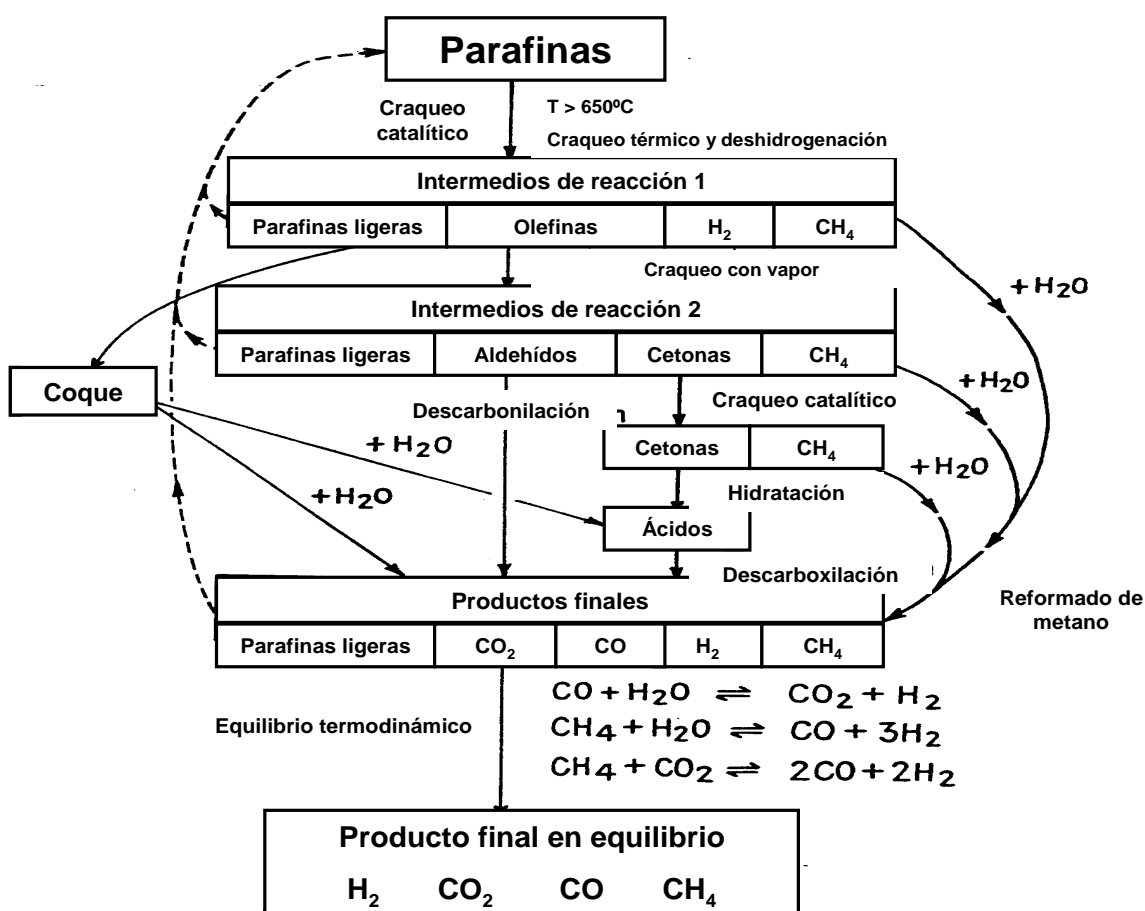 Parafinas
Craqueo
catalítico
T > 650ºC
Craqueo térmico y deshidrogenación
Intermedios de reacción 1
Parafinas ligeras Olefinas H₂ CH₄
Craqueo con vapor
+ H₂O
Intermedios de reacción 2
Parafinas ligeras Aldehídos Cetonas CH₄
+ H₂O
Coque
Descarbonilación
Craqueo catalítico
+ H₂O
Cetonas CH₄
+ H₂O
+ H₂O
Hidratación
Ácidos
Descarboxilación
Productos finales
Reformado de
metano
Parafinas ligeras CO₂ CO H₂ CH₄
Equilibrio termodinámico
CO + H₂O ⇌ CO₂ + H₂
CH₄ + H₂O ⇌ CO + 3H₂
CH₄ + CO₂ ⇌ 2CO + 2H₂
Producto final en equilibrio
H₂ CO₂ CO CH₄